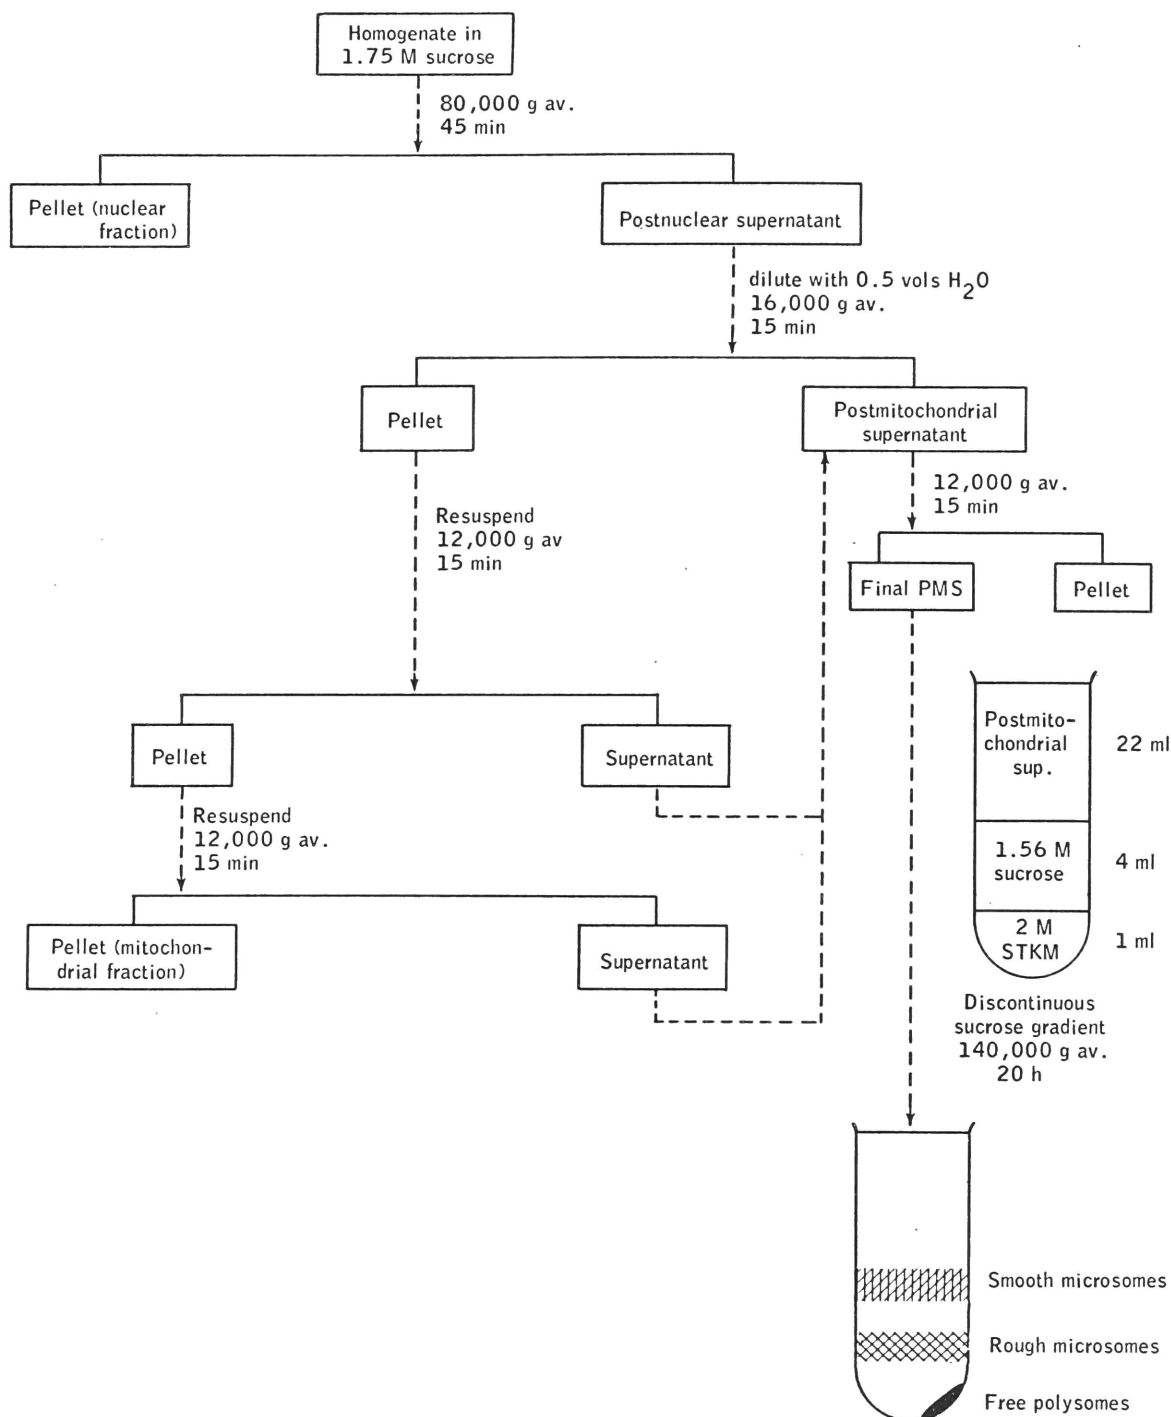 Homogenate in
1.75 M sucrose
80,000 g av.
45 min
Pellet (nuclear
fraction)
Postnuclear supernatant
dilute with 0.5 vols H2O
16,000 g av.
15 min
Pellet
Postmitochondrial
supernatant
12,000 g av.
15 min
Resuspend
12,000 g av
15 min
Final PMS
Pellet
Pellet
Supernatant
Postmito-
chondrial
sup.
22 ml
Resuspend
12,000 g av.
15 min
1.56 M
sucrose
4 ml
Pellet (mitochon-
drial fraction)
Supernatant
2 M
STKM
1 ml
Discontinuous
sucrose gradient
140,000 g av.
20 h
Smooth microsomes
Rough microsomes
Free polysomes